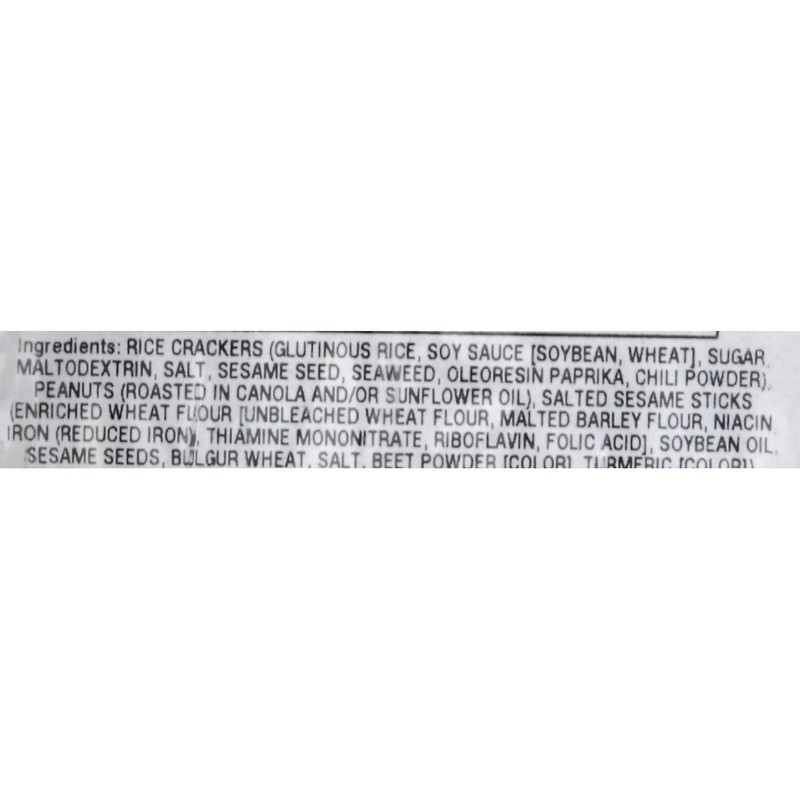 Ingredients: RICE CRACKERS (GLUTINOUS RICE, SOY SAUCE [SOYBEAN, WHEAT], SUGAR
MALTODEXTRIN, SALT, SESAME SEED, SEAWEED, OLEORESIN PAPRIKA, CHILI POWDER),
PEANUTS (ROASTED IN CANOLA AND/OR SUNFLOWER OIL), SALTED SESAME STICKS
(ENRICHED WHEAT FLOUR [UNBLEACHED WHEAT FLOUR, MALTED BARLEY FLOUR, NIACIN,
IRON (REDUCED IRON), THIAMINE MONONITRATE, RIBOFLAVIN, FOLIC ACID], SOYBEAN OIL,
SESAME SEEDS, BULGUR WHEAT, SALT, BEET POWDER [COLOR], TURMERIC [COLOR])